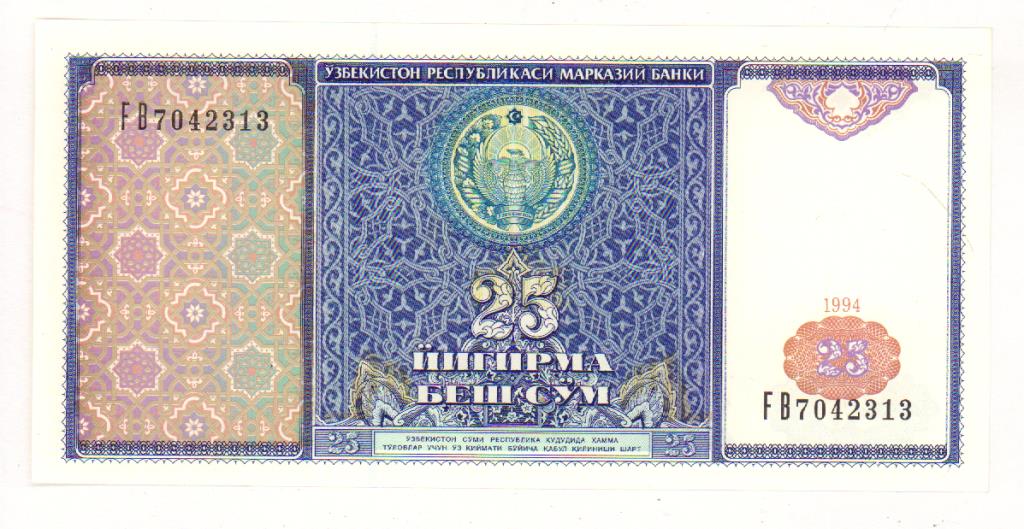 ЎЗБЕКИСТОН РЕСПУБЛИКАСИ МАРКАЗИЙ БАНКИ
FB7042313
25
ЙИГИРМА
БЕШ СЎМ
1994
25
FB7042313
25
ЎЗБЕКИСТОН СЎМИ РЕСПУБЛИКА ҲУДУДИДА ҲАММА
ТЎЛОВЛАР УЧУН ЎЗ ҚИЙМАТИ БЎЙИЧА ҚАБУЛ ҚИЛИНИШИ ШАРТ
25